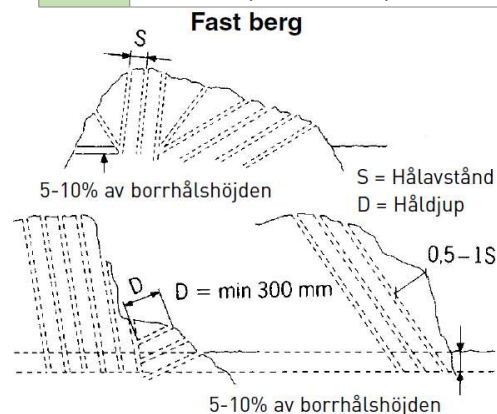 Fast berg
S
5-10% av borrhålshöjden
S = Hålavstånd
D = Håldjup
0,5–1S
D
D = min 300 mm
5-10% av borrhålshöjden